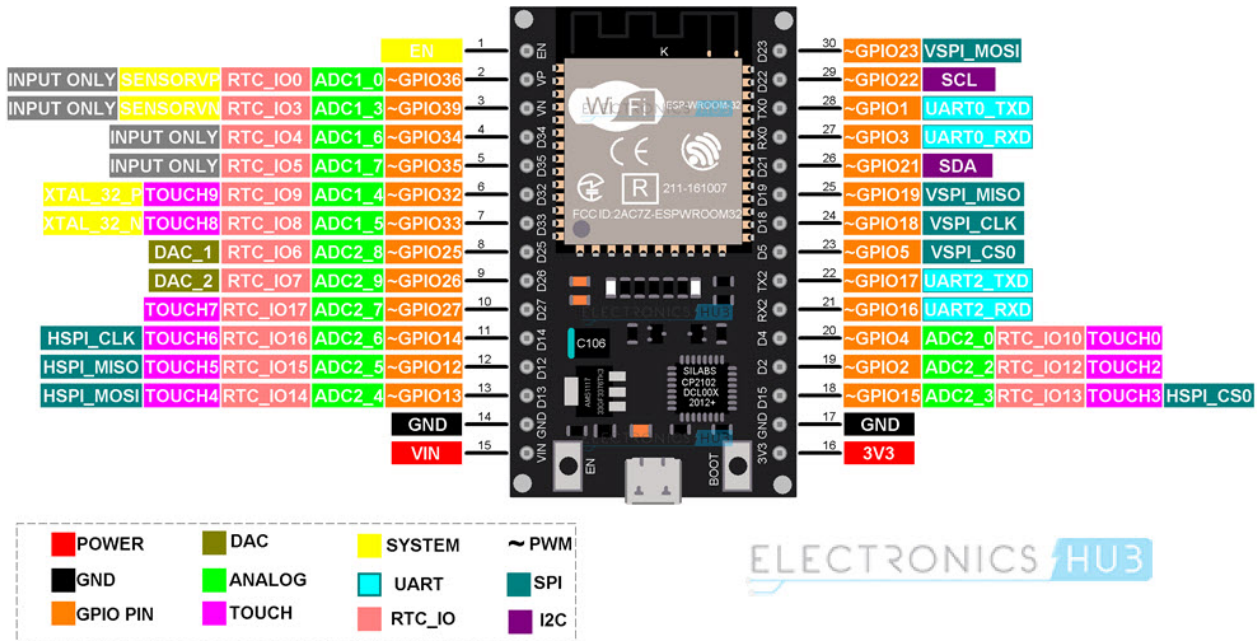 EN 1 EN
INPUT ONLY SENSORVP RTC_IO0 ADC1_0 ~GPIO36 2 VP
INPUT ONLY SENSORVN RTC_IO3 ADC1_3 ~GPIO39 3 VN
INPUT ONLY RTC_IO4 ADC1_6 ~GPIO34 4 D34
INPUT ONLY RTC_IO5 ADC1_7 ~GPIO35 5 D35
XTAL_32_P TOUCH9 RTC_IO9 ADC1_4 ~GPIO32 6 D32
XTAL_32_N TOUCH8 RTC_IO8 ADC1_5 ~GPIO33 7 D33
DAC_1 RTC_IO6 ADC2_8 ~GPIO25 8 D25
DAC_2 RTC_IO7 ADC2_9 ~GPIO26 9 D26
TOUCH7 RTC_IO17 ADC2_7 ~GPIO27 10 D27
HSPI_CLK TOUCH6 RTC_IO16 ADC2_6 ~GPIO14 11 D14
HSPI_MISO TOUCH5 RTC_IO15 ADC2_5 ~GPIO12 12 D12
HSPI_MOSI TOUCH4 RTC_IO14 ADC2_4 ~GPIO13 13 D13
GND 14 GND
VIN 15 VIN
K
Wi Fi ESP-WROOM-32
ELECTRONICS HUB
CE
R 211-161007
FCC ID:2AC7Z-ESPWROOM32
ELECTRONICS HUB
C106
AMS1117
SILABS
CP2102
DCL00X
2012+
ELECTRONICS HUB
EN
BOOT
D23 30 ~GPIO23 VSPI_MOSI
D22 29 ~GPIO22 SCL
TX0 28 ~GPIO1 UART0_TXD
RX0 27 ~GPIO3 UART0_RXD
D21 26 ~GPIO21 SDA
D19 25 ~GPIO19 VSPI_MISO
D18 24 ~GPIO18 VSPI_CLK
D5 23 ~GPIO5 VSPI_CS0
TX2 22 ~GPIO17 UART2_TXD
RX2 21 ~GPIO16 UART2_RXD
D4 20 ~GPIO4 ADC2_0 RTC_IO10 TOUCH0
D2 19 ~GPIO2 ADC2_2 RTC_IO12 TOUCH2
D15 18 ~GPIO15 ADC2_3 RTC_IO13 TOUCH3 HSPI_CS0
GND 17 GND
3V3 16 3V3
POWER DAC SYSTEM ~ PWM
GND ANALOG UART SPI
GPIO PIN TOUCH RTC_IO I2C
ELECTRONICS HUB